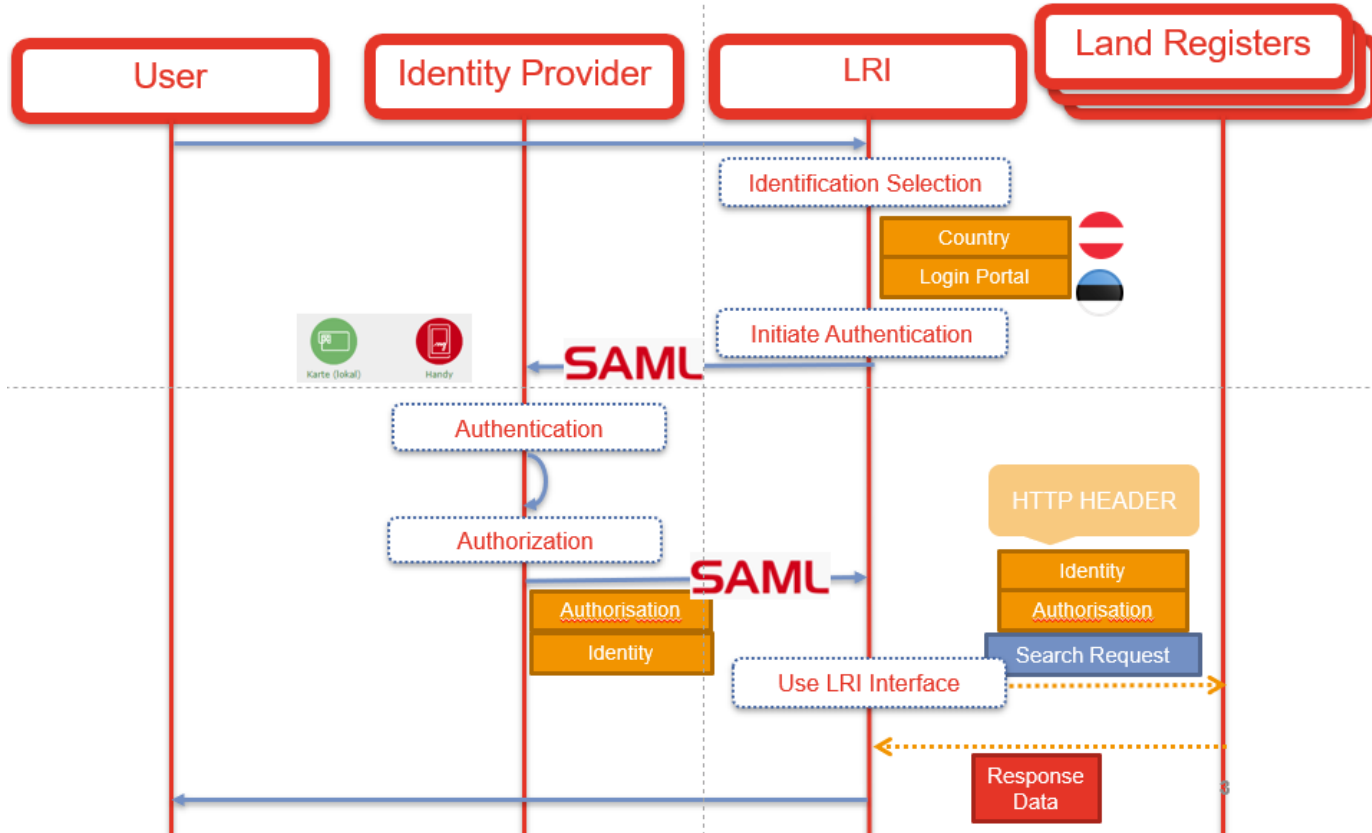 User
Identity Provider
LRI
Land Registers
Identification Selection
Country
Login Portal
Initiate Authentication
SAML
Karte (lokal)
Handy
Authentication
Authorization
SAML
Authorisation
Identity
HTTP HEADER
Identity
Authorisation
Search Request
Use LRI Interface
Response
Data
3